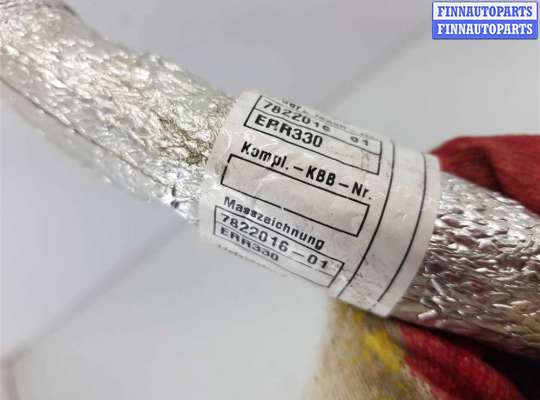 FINNAUTOPARTS
FINNAUTOPARTS
7822016 01
ERR330
Kompl.-KBB-Nr.
Masszeichnung
7822016-01
ERR330